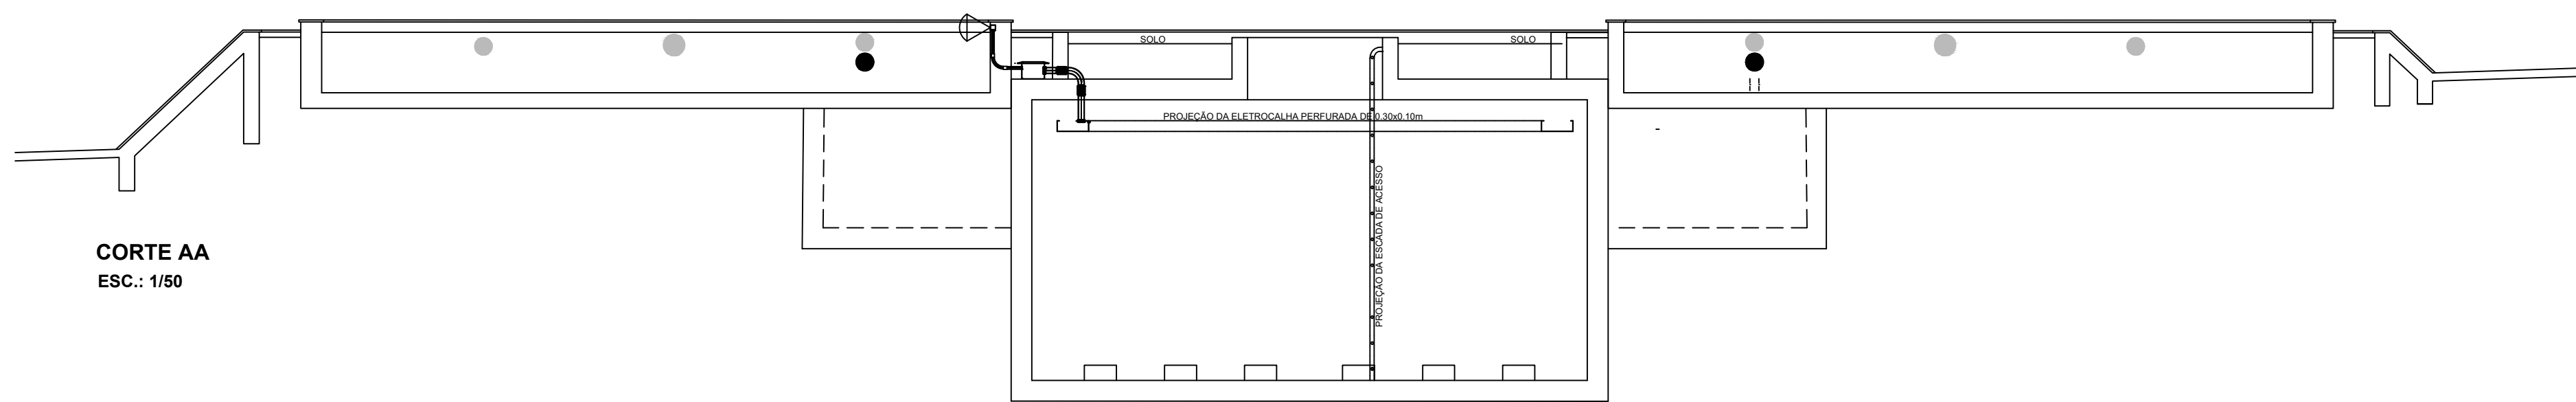 SOLO
SOLO
PROJEÇÃO DA ELETROCALHA PERFURADA DE 0.30x0.10m
PROJEÇÃO DA ESCADA DE ACESSO
CORTE AA
ESC.: 1/50